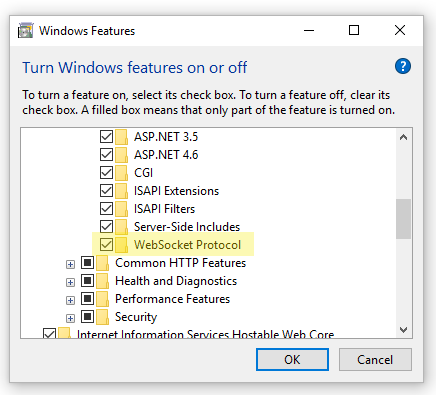 Windows Features
Turn Windows features on or off
To turn a feature on, select its check box. To turn a feature off, clear its
check box. A filled box means that only part of the feature is turned on.
ASP.NET 3.5
ASP.NET 4.6
CGI
ISAPI Extensions
ISAPI Filters
Server-Side Includes
WebSocket Protocol
Common HTTP Features
Health and Diagnostics
Performance Features
Security
Internet Information Services Hostable Web Core
OK Cancel